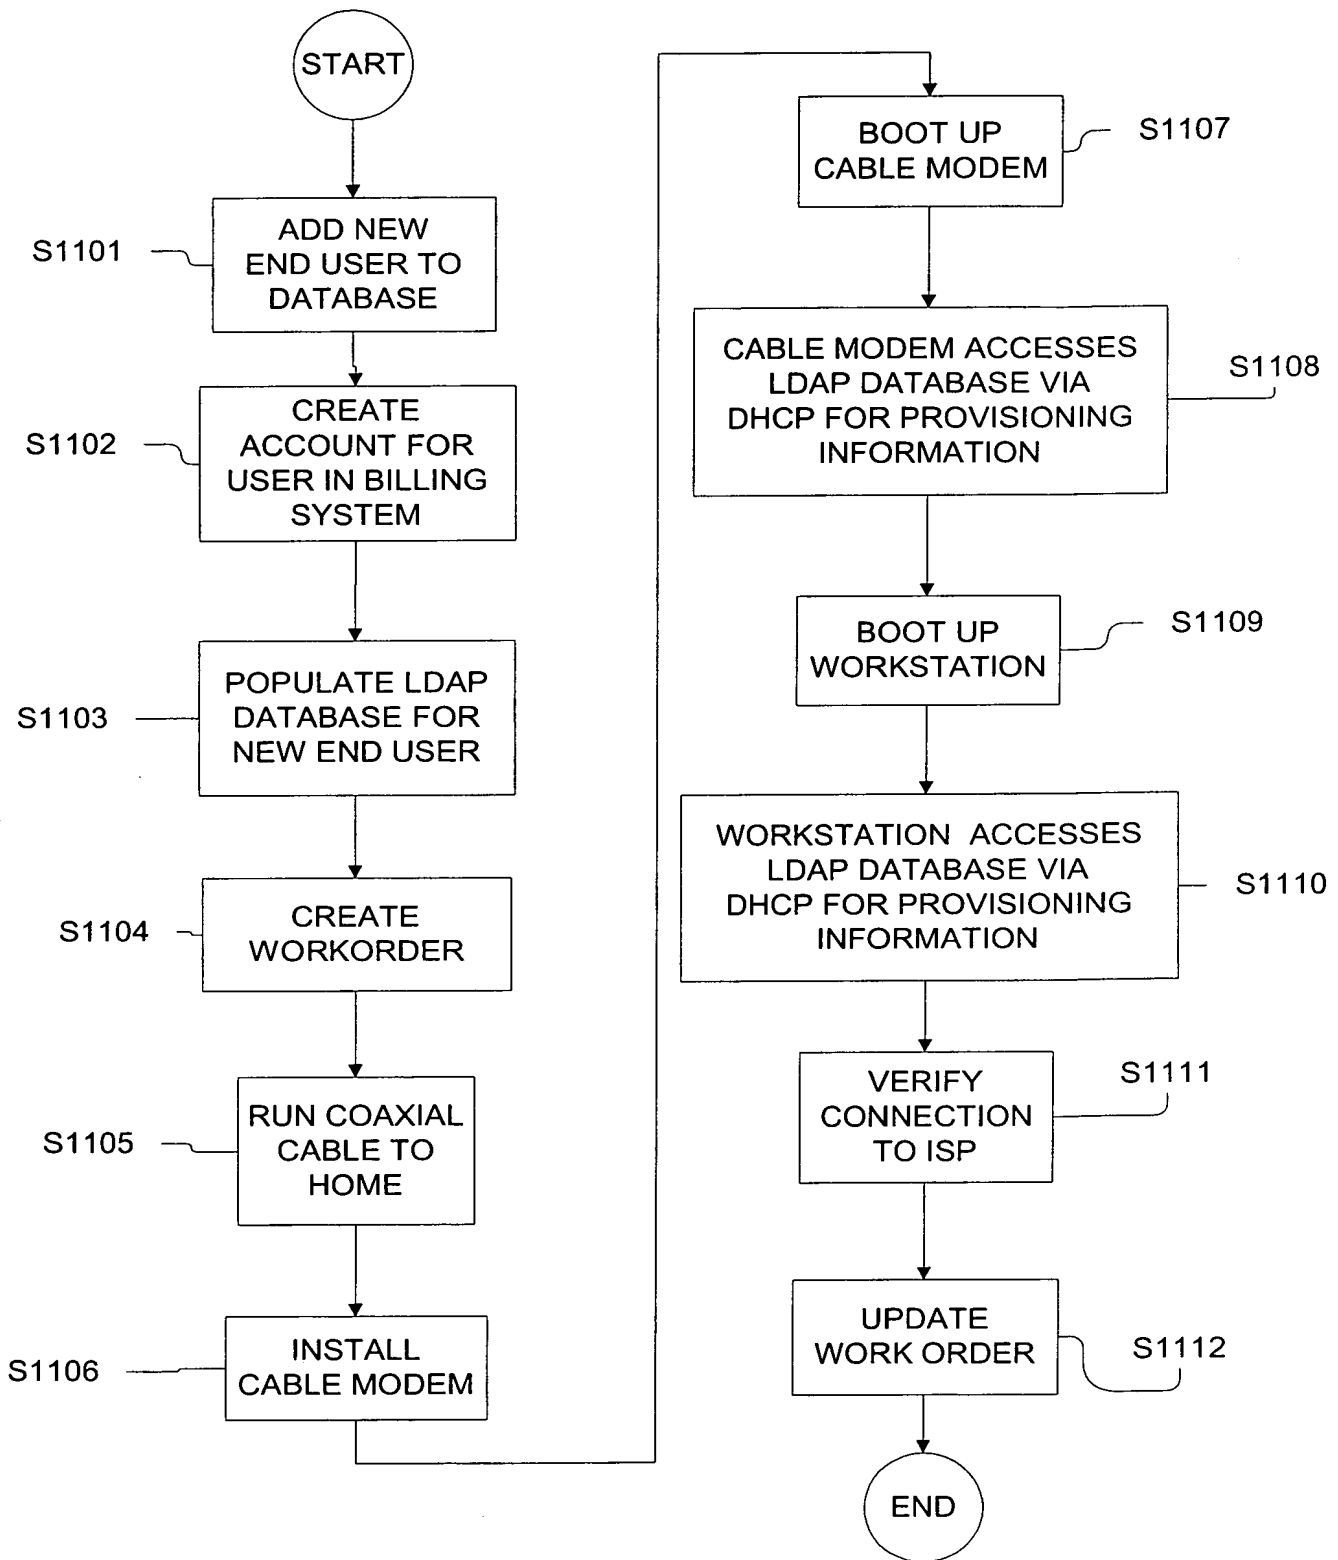 START
S1101
ADD NEW
END USER TO
DATABASE
S1102
CREATE
ACCOUNT FOR
USER IN BILLING
SYSTEM
S1103
POPULATE LDAP
DATABASE FOR
NEW END USER
S1104
CREATE
WORKORDER
S1105
RUN COAXIAL
CABLE TO
HOME
S1106
INSTALL
CABLE MODEM
BOOT UP
CABLE MODEM
S1107
CABLE MODEM ACCESSES
LDAP DATABASE VIA
DHCP FOR PROVISIONING
INFORMATION
S1108
BOOT UP
WORKSTATION
S1109
WORKSTATION ACCESSES
LDAP DATABASE VIA
DHCP FOR PROVISIONING
INFORMATION
S1110
VERIFY
CONNECTION
TO ISP
S1111
UPDATE
WORK ORDER
S1112
END